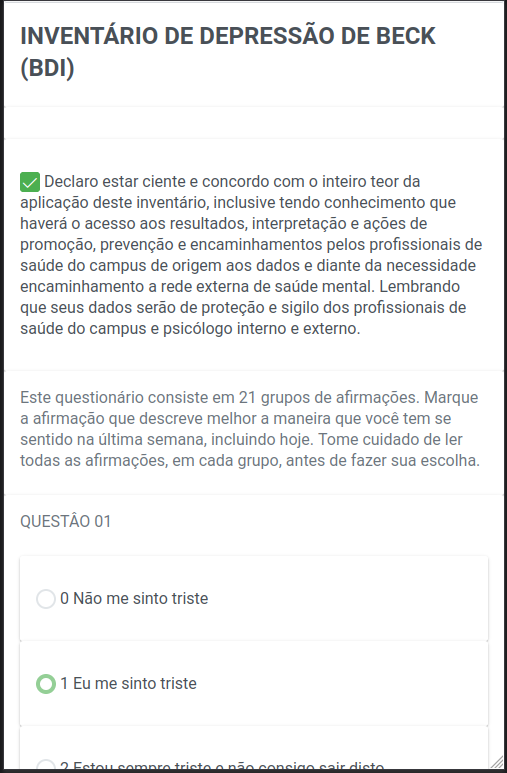 INVENTÁRIO DE DEPRESSÃO DE BECK
(BDI)
Declaro estar ciente e concordo com o inteiro teor da
aplicação deste inventário, inclusive tendo conhecimento que
haverá o acesso aos resultados, interpretação e ações de
promoção, prevenção e encaminhamentos pelos profissionais de
saúde do campus de origem aos dados e diante da necessidade
encaminhamento a rede externa de saúde mental. Lembrando
que seus dados serão de proteção e sigilo dos profissionais de
saúde do campus e psicólogo interno e externo.
Este questionário consiste em 21 grupos de afirmações. Marque
a afirmação que descreve melhor a maneira que você tem se
sentido na última semana, incluindo hoje. Tome cuidado de ler
todas as afirmações, em cada grupo, antes de fazer sua escolha.
QUESTÂO 01
0 Não me sinto triste
1 Eu me sinto triste
2 Estou sempre triste e não consigo sair disto